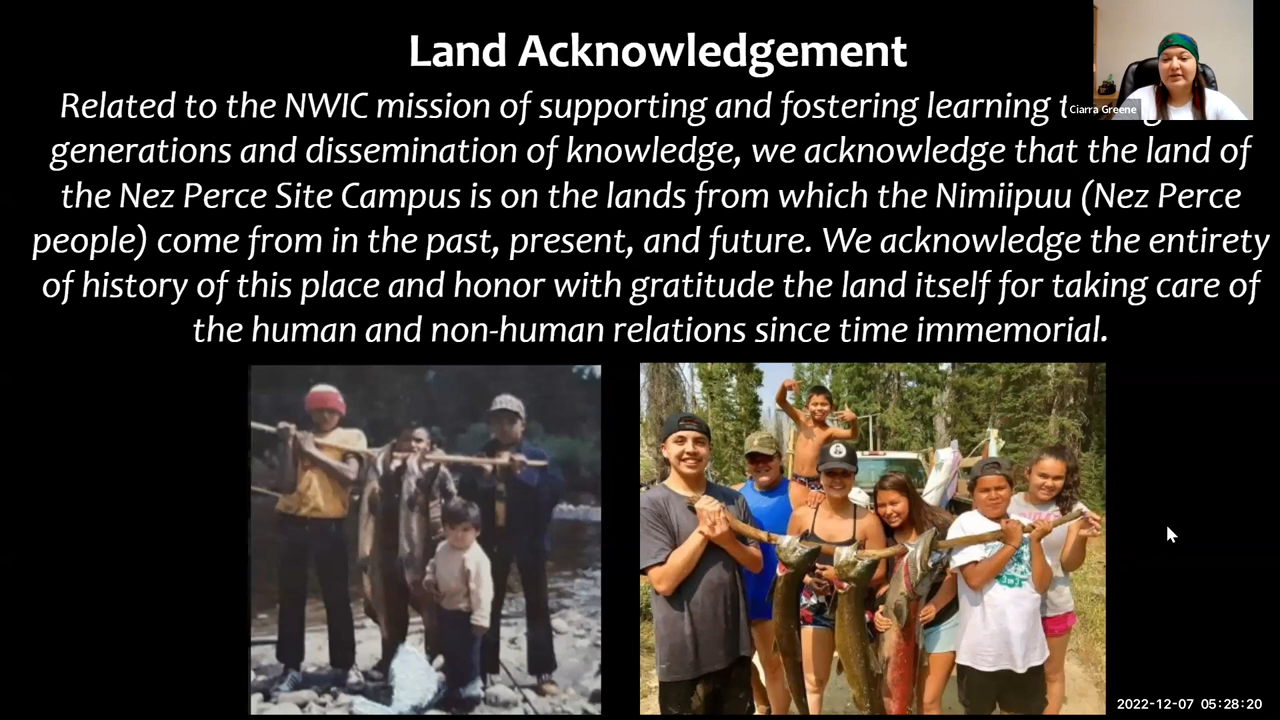 Land Acknowledgement
Related to the NWIC mission of supporting and fostering learning
Ciarra Greene
generations and dissemination of knowledge, we acknowledge that the land of
the Nez Perce Site Campus is on the lands from which the Nimiipuu (Nez Perce
people) come from in the past, present, and future. We acknowledge the entirety
of history of this place and honor with gratitude the land itself for taking care of
the human and non-human relations since time immemorial.
2022-12-07 05:28:20